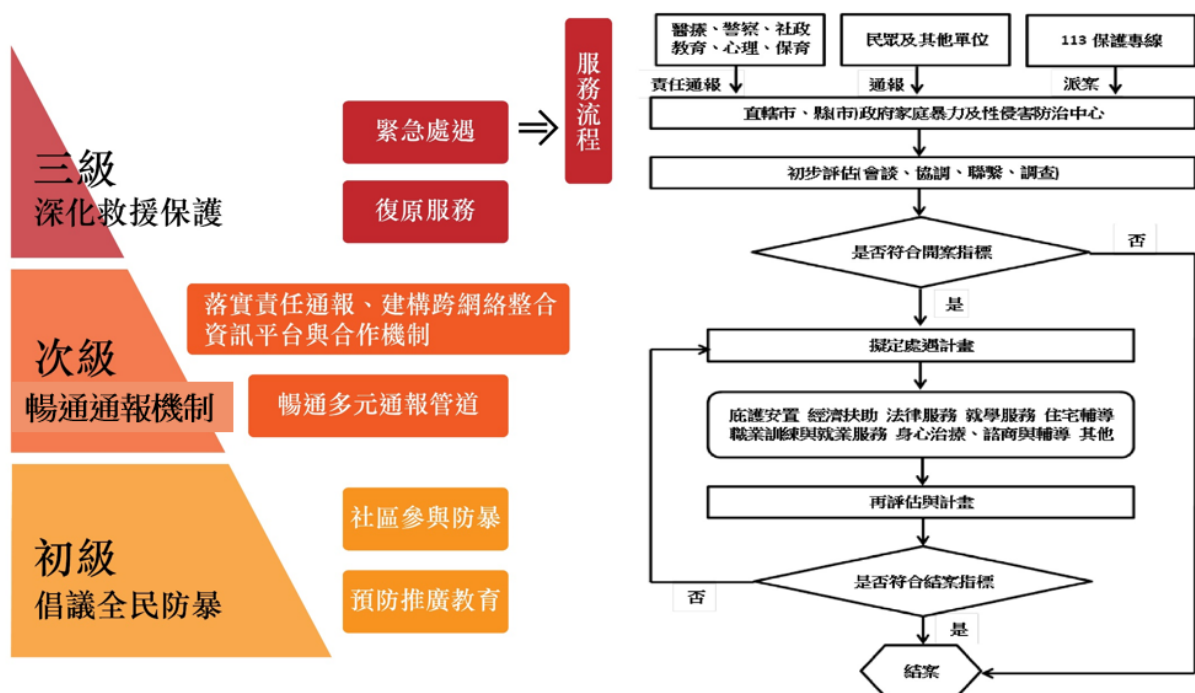 三級
深化救援保護
緊急處遇
復原服務
服務流程
次級
暢通通報機制
落實責任通報、建構跨網絡整合
資訊平台與合作機制
暢通多元通報管道
初級
倡議全民防暴
社區參與防暴
預防推廣教育
醫療、警察、社政
教育、心理、保育
民眾及其他單位
113 保護專線
責任通報
通報
派案
直轄市、縣(市)政府家庭暴力及性侵害防治中心
初步評估(會談、協調、聯繫、調查)
是否符合開案指標
否
是
擬定處遇計畫
庇護安置 經濟扶助 法律服務 就學服務 住宅輔導
職業訓練與就業服務 身心治療、諮商與輔導 其他
再評估與計畫
是否符合結案指標
否
是
結案